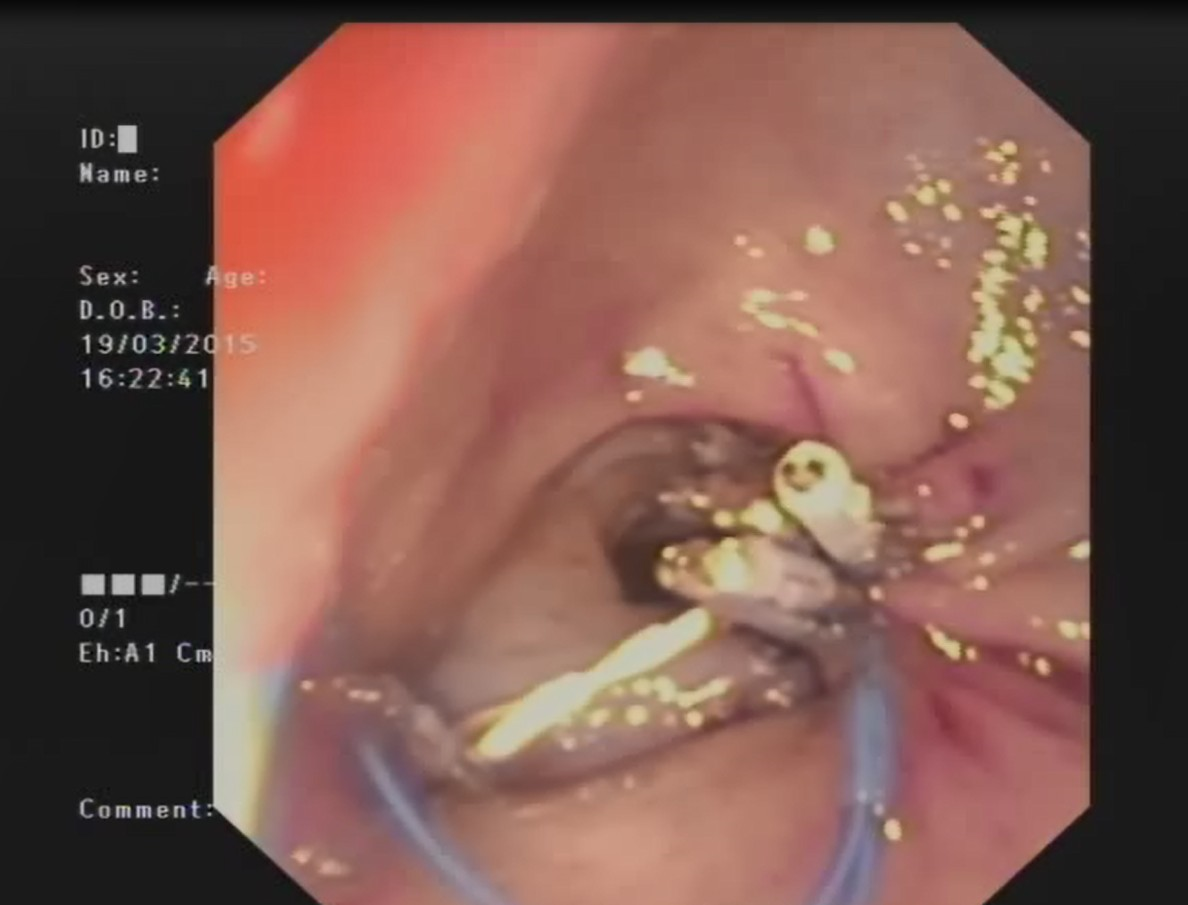 ID:
Name:
Sex: Age:
D.O.B.:
19/03/2015
16:22:41
■■■/--
0/1
Eh:A1 Cm
Comment: